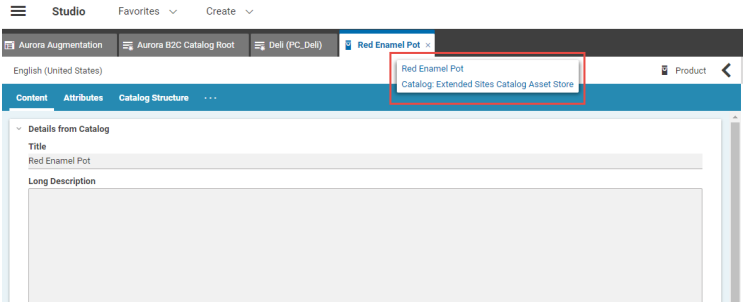 Studio Favorites Create
Aurora Augmentation Aurora B2C Catalog Root Deli (PC_Deli) Red Enamel Pot ×
English (United States) Product
Red Enamel Pot
Catalog: Extended Sites Catalog Asset Store
Content Attributes Catalog Structure ···
Details from Catalog
Title
Red Enamel Pot
Long Description